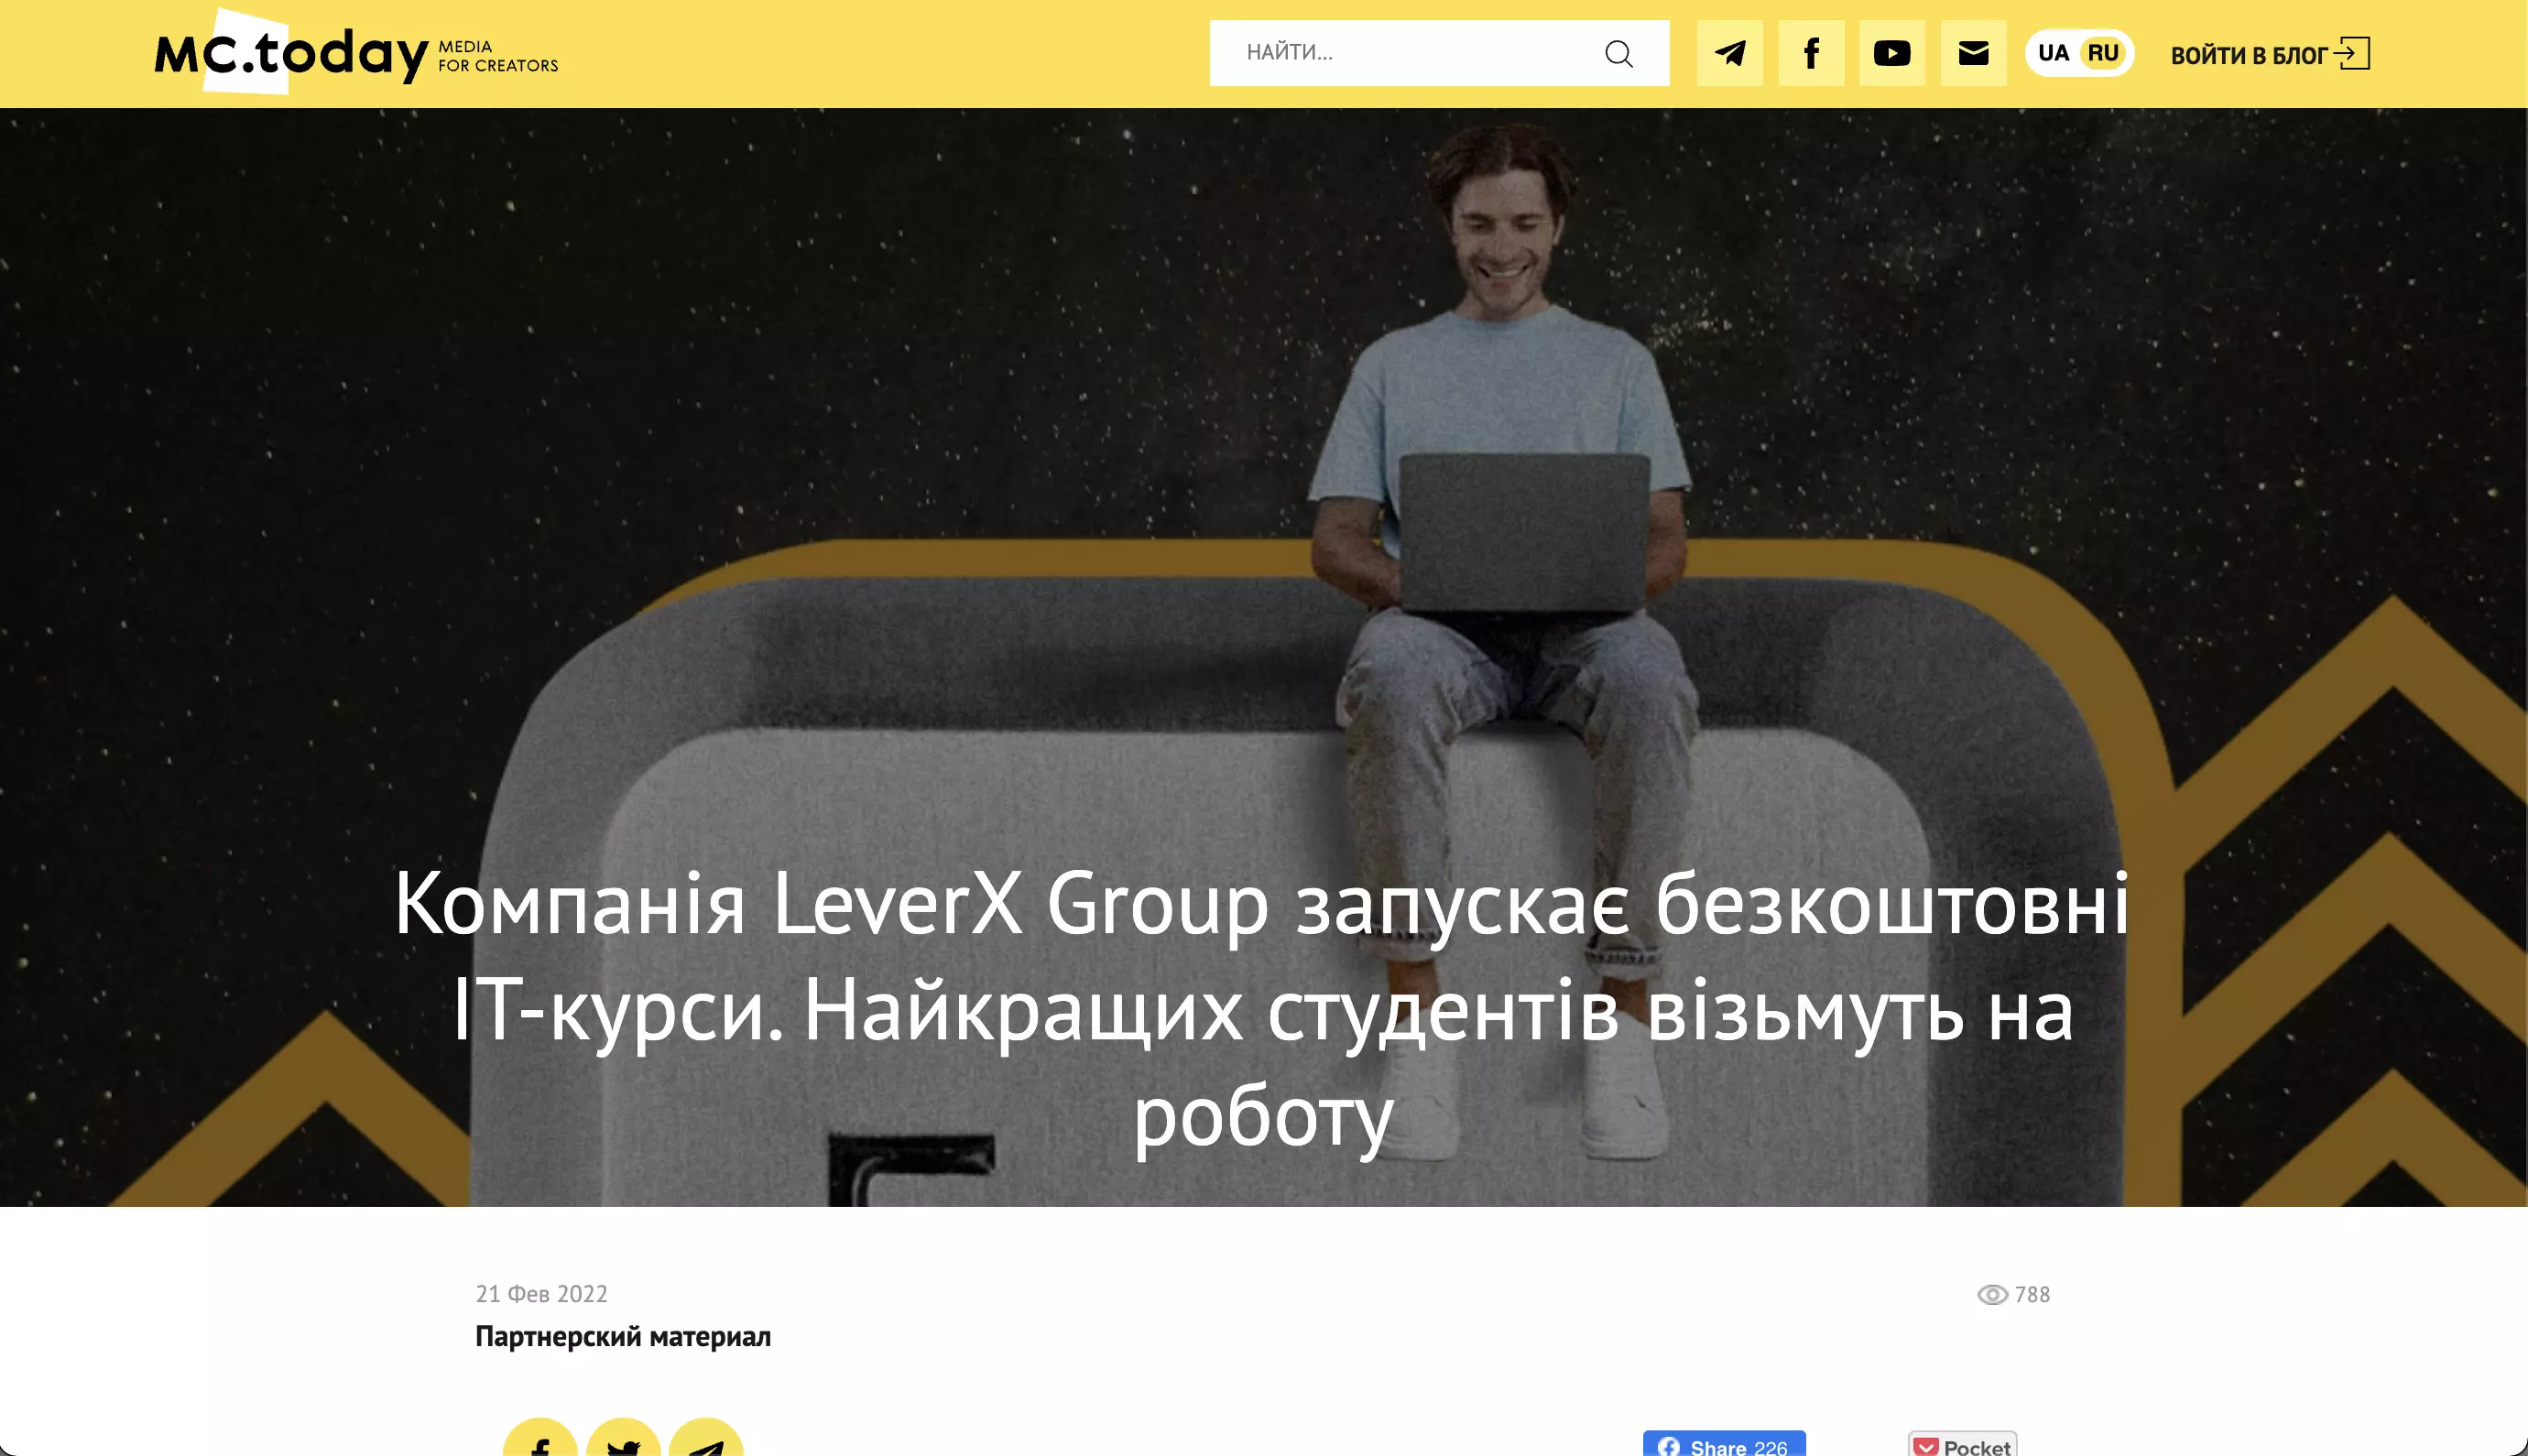 MC.today MEDIA
FOR CREATORS
НАЙТИ...
UA RU
ВОЙТИ В БЛОГ
Компанія LeverX Group запускає безкоштовні
IT-курси. Найкращих студентів візьмуть на
роботу
21 Фев 2022
788
Партнерский материал
Share 226
Pocket